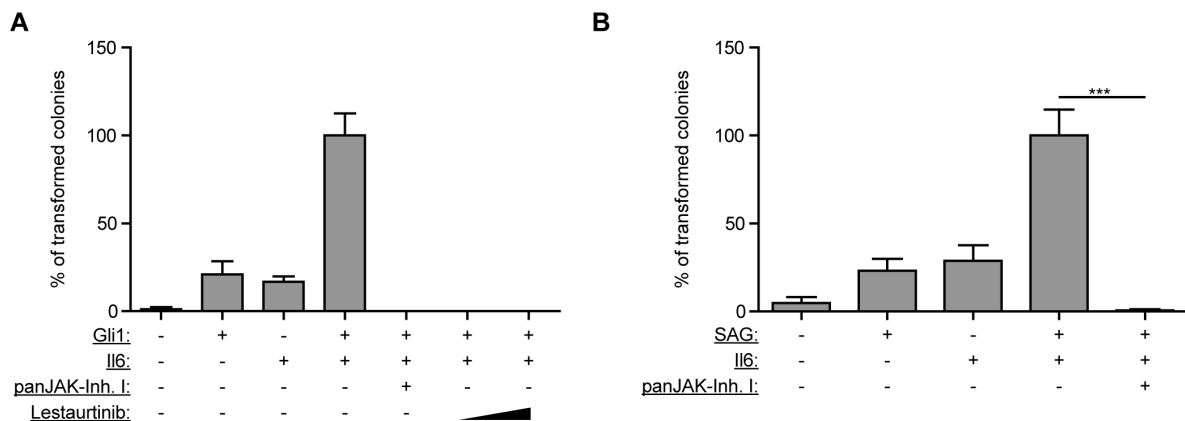 A
% of transformed colonies
150
100
50
0
Gli1: - + - + + + +
Il6: - - + + + + +
panJAK-Inh. I: - - - - + - -
Lestaurtinib: - - - - -
B
% of transformed colonies
150
100
50
0
***
SAG: - + - + +
Il6: - - + + +
panJAK-Inh. I: - - - - +